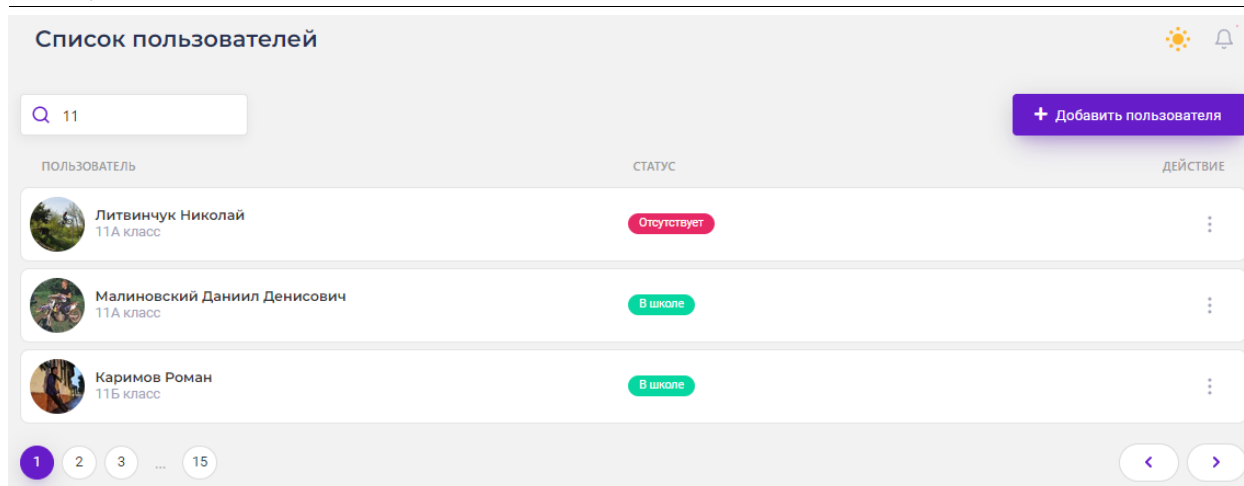 Список пользователей
11
+ Добавить пользователя
ПОЛЬЗОВАТЕЛЬ СТАТУС ДЕЙСТВИЕ
Литвинчук Николай
11А класс
Отсутствует
Малиновский Даниил Денисович
11А класс
В школе
Каримов Роман
11Б класс
В школе
1 2 3 ... 15